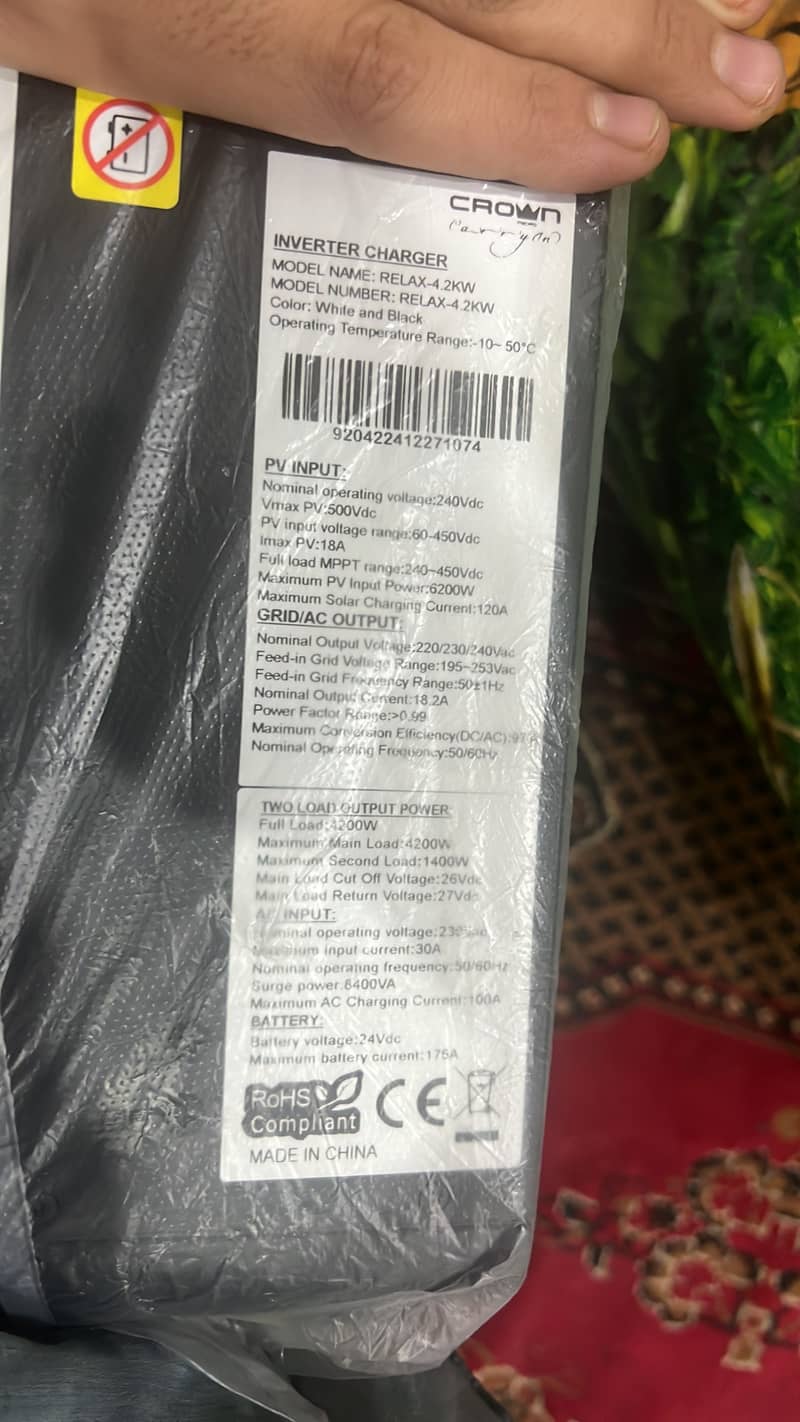 CROWN
INVERTER CHARGER
MODEL NAME: RELAX-4.2KW
MODEL NUMBER: RELAX-4.2KW
Color: White and Black
Operating Temperature Range:-10~ 50°C
920422412271074
PV INPUT:
Nominal operating voltage:240Vdc
Vmax PV:500Vdc
PV input voltage range:60-450Vdc
Imax PV:18A
Full load MPPT range:240~450Vdc
Maximum PV Input Power:6200W
Maximum Solar Charging Current:120A
GRID/AC OUTPUT:
Nominal Output Voltage:220/230/240Vac
Feed-in Grid Voltage Range:195~253Vac
Feed-in Grid Frequency Range:50±1Hz
Nominal Output Current:18.2A
Power Factor Range:>0.99
Maximum Conversion Efficiency(DC/AC):
Nominal Operating Frequency:50/60Hz
TWO LOAD OUTPUT POWER
Full Load:4200W
Maximum Main Load:4200W
Maximum Second Load:1400W
Main Load Cut Off Voltage:26Vdc
Main Load Return Voltage:27Vdc
AC INPUT:
Nominal operating voltage:230Vac
Maximum input current:30A
Nominal operating frequency:50/60Hz
Surge power:8400VA
Maximum AC Charging Current:100A
BATTERY:
Battery voltage:24Vdc
Maximum battery current:175A
RoHS
Compliant
CE
MADE IN CHINA